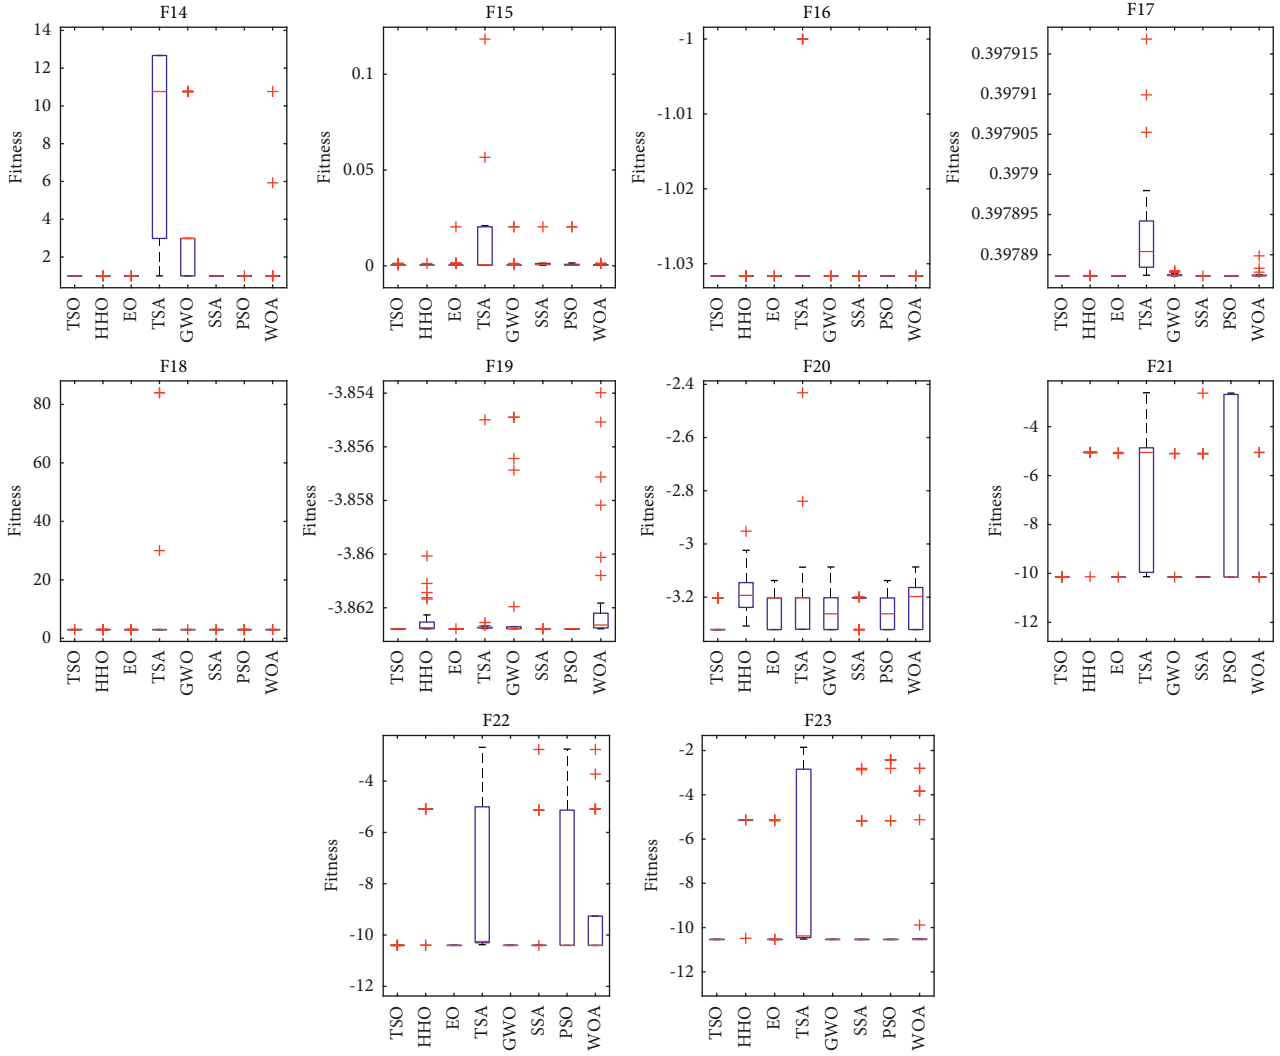 F14
14
12
10
8
6
4
2
Fitness
TSO
HHO
EO
TSA
GWO
SSA
PSO
WOA
F15
0.1
0.05
0
Fitness
TSO
HHO
EO
TSA
GWO
SSA
PSO
WOA
F16
-1
-1.01
-1.02
-1.03
Fitness
TSO
HHO
EO
TSA
GWO
SSA
PSO
WOA
F17
0.397915
0.39791
0.397905
0.3979
0.397895
0.39789
Fitness
TSO
HHO
EO
TSA
GWO
SSA
PSO
WOA
F18
80
60
40
20
0
Fitness
TSO
HHO
EO
TSA
GWO
SSA
PSO
WOA
F19
-3.854
-3.856
-3.858
-3.86
-3.862
Fitness
TSO
HHO
EO
TSA
GWO
SSA
PSO
WOA
F20
-2.4
-2.6
-2.8
-3
-3.2
Fitness
TSO
HHO
EO
TSA
GWO
SSA
PSO
WOA
F21
-4
-6
-8
-10
-12
Fitness
TSO
HHO
EO
TSA
GWO
SSA
PSO
WOA
F22
-4
-6
-8
-10
-12
Fitness
TSO
HHO
EO
TSA
GWO
SSA
PSO
WOA
F23
-2
-4
-6
-8
-10
-12
Fitness
TSO
HHO
EO
TSA
GWO
SSA
PSO
WOA